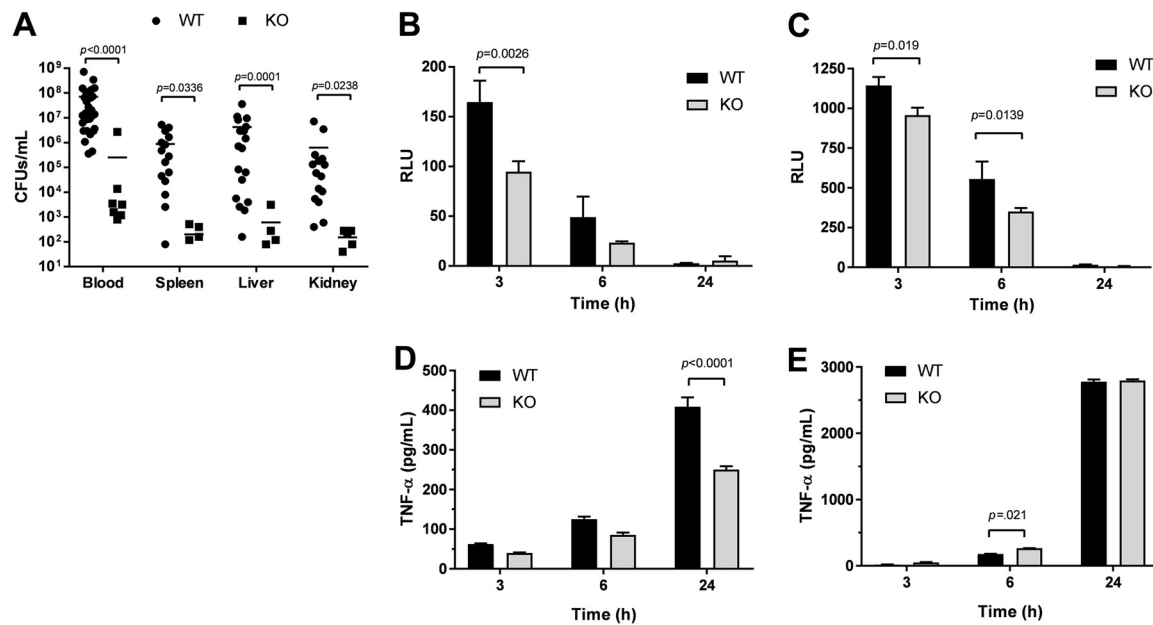 A
WT KO
p<0.0001
p=0.0336
p=0.0001
p=0.0238
CFUs/mL
10⁹
10⁸
10⁷
10⁶
10⁵
10⁴
10³
10²
10¹
Blood Spleen Liver Kidney
B
p=0.0026
WT
KO
RLU
200
150
100
50
0
3 6 24
Time (h)
C
p=0.019
p=0.0139
WT
KO
RLU
1250
1000
750
500
250
0
3 6 24
Time (h)
D
WT
KO
p<0.0001
TNF-α (pg/mL)
500
400
300
200
100
0
3 6 24
Time (h)
E
WT
KO
p=.021
TNF-α (pg/mL)
3000
2000
1000
0
3 6 24
Time (h)